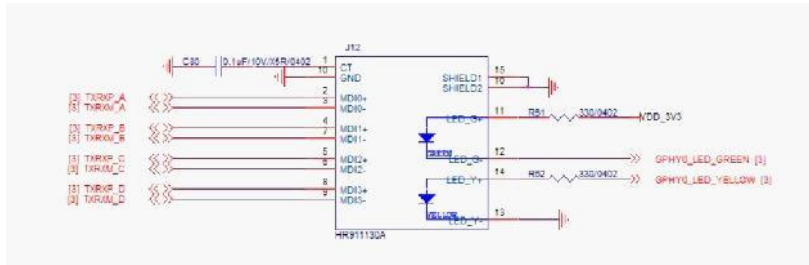 J12
C80 0.1uF/10V/X5R/0402 1 CT
10 GND
SHIELD1 15
SHIELD2 16
[3] TXRXP_A 2 MDI0+
[3] TXRXM_A 3 MDI0-
LED_G+ 11 R51 330/0402 VDD_3V3
[3] TXRXP_B 4 MDI1+
[3] TXRXM_B 7 MDI1-
GREEN LED_G- 12 GPHY0_LED_GREEN [3]
[3] TXRXP_C 5 MDI2+
[3] TXRXM_C 6 MDI2-
LED_Y+ 14 R52 330/0402 GPHY0_LED_YELLOW [3]
[3] TXRXP_D 8 MDI3+
[3] TXRXM_D 9 MDI3-
YELLOW LED_Y- 13
HR911130A